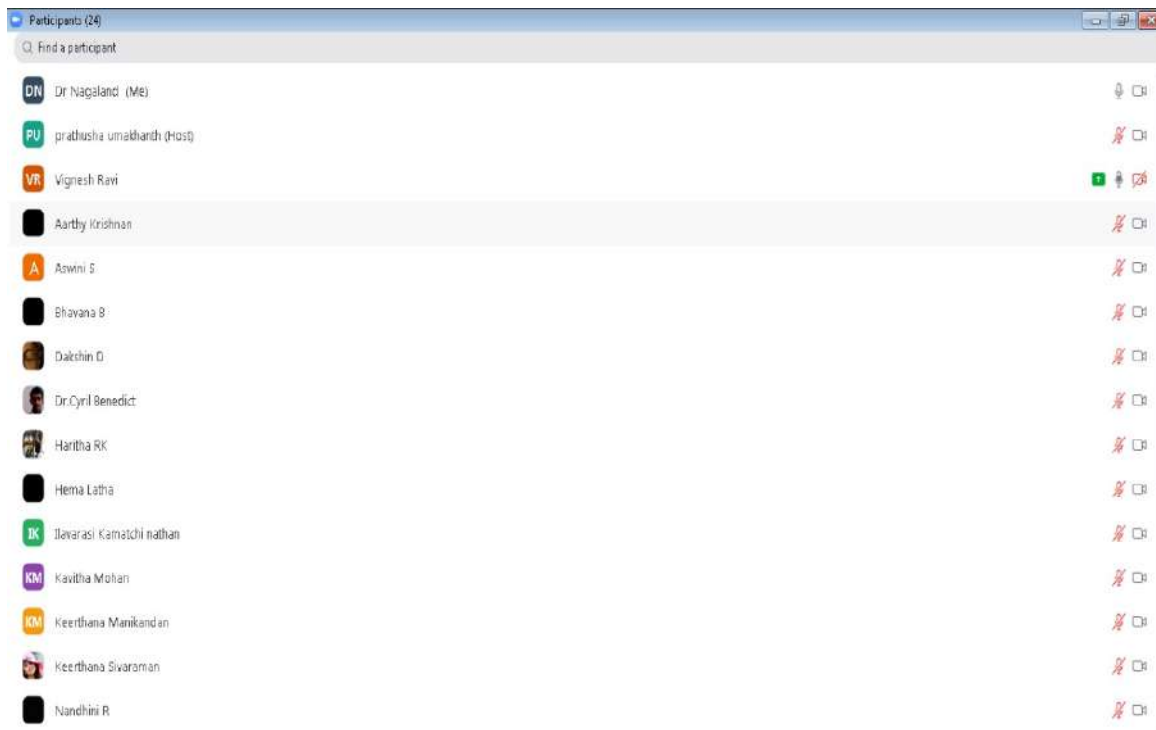 Participants (24)
Find a participant
DN Dr Nagaland (Me)
PU prathusha umakhanth (Host)
VR Vignesh Ravi
Aarthy Krishnan
A Aswini S
Bhavana B
Dakshin D
Dr.Cyril Benedict
Haritha RK
Hema Latha
IK Ilavarasi Kamatchi nathan
KM Kavitha Mohan
KM Keerthana Manikandan
Keerthana Sivaraman
Nandhini R